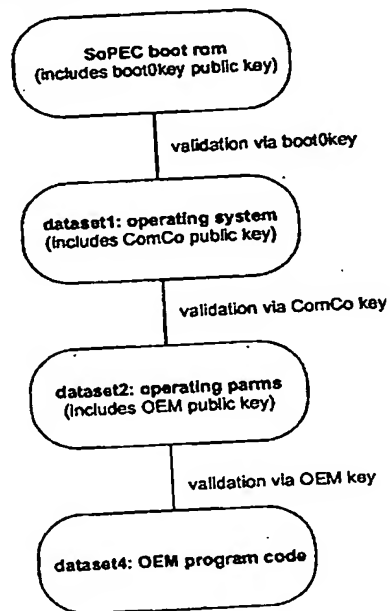 SoPEC boot rom
(includes boot0key public key)
validation via boot0key
dataset1: operating system
(includes ComCo public key)
validation via ComCo key
dataset2: operating parms
(includes OEM public key)
validation via OEM key
dataset4: OEM program code